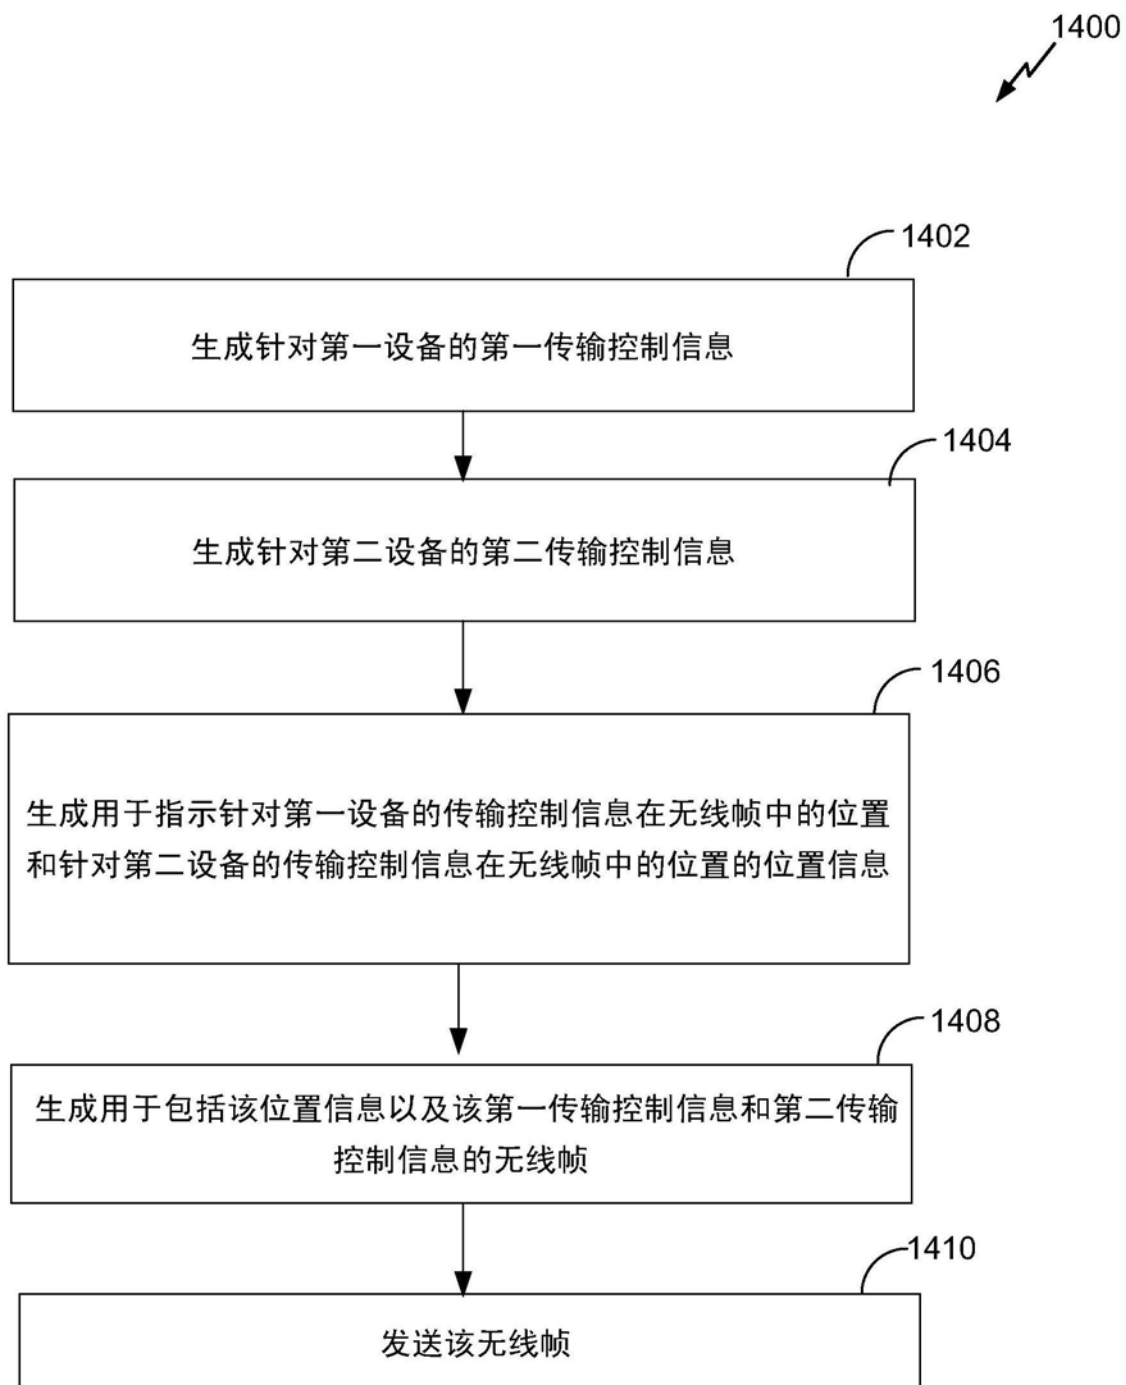 1400
1402
生成针对第一设备的第一传输控制信息
1404
生成针对第二设备的第二传输控制信息
1406
生成用于指示针对第一设备的传输控制信息在无线帧中的位置
和针对第二设备的传输控制信息在无线帧中的位置的位置信息
1408
生成用于包括该位置信息以及该第一传输控制信息和第二传输
控制信息的无线帧
1410
发送该无线帧